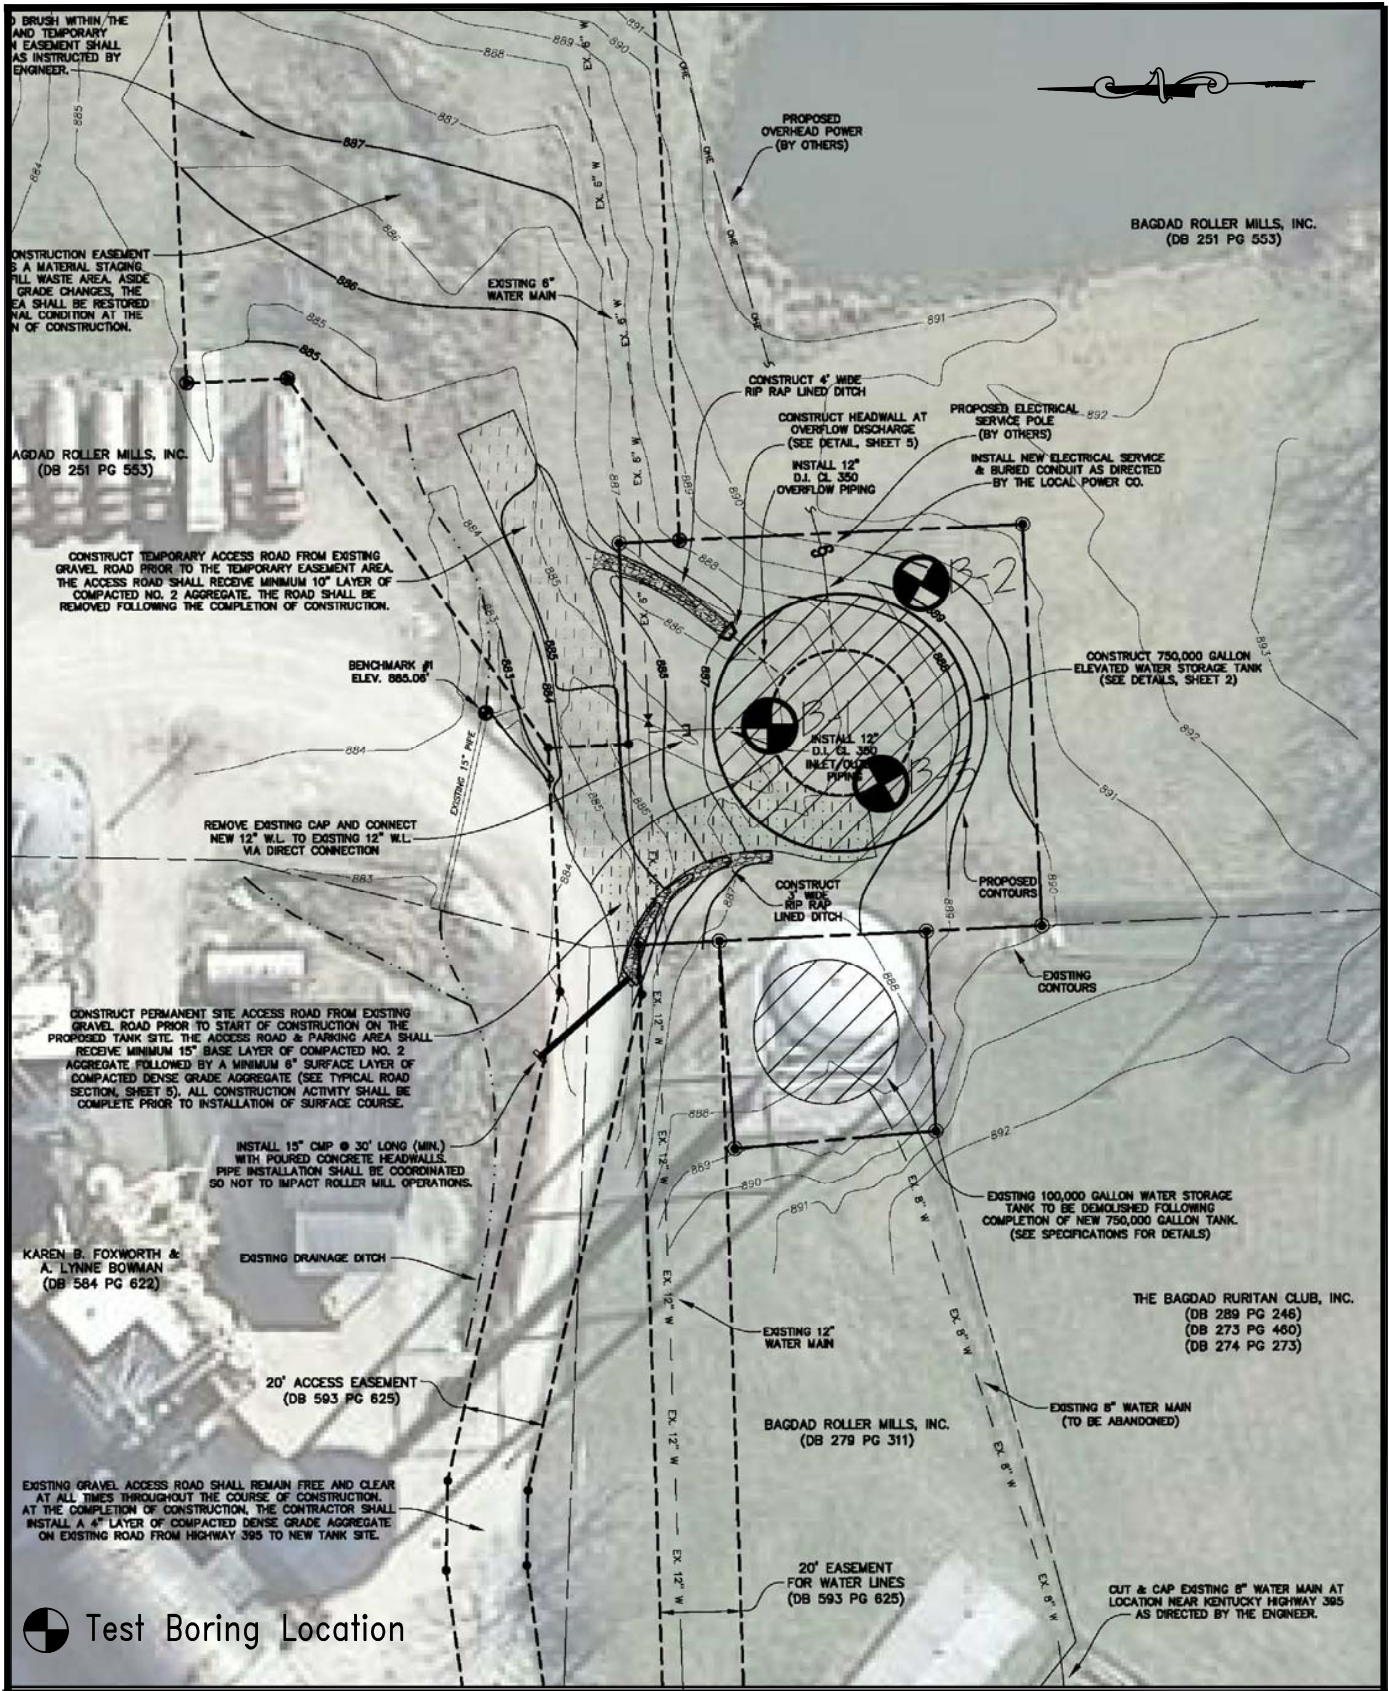 D BRUSH WITHIN THE
AND TEMPORARY
N EASEMENT SHALL
AS INSTRUCTED BY
ENGINEER.
PROPOSED
OVERHEAD POWER
(BY OTHERS)
BAGDAD ROLLER MILLS, INC.
(DB 251 PG 553)
ONSTRUCTION EASEMENT
S A MATERIAL STAGING
FILL WASTE AREA. ASIDE
GRADE CHANGES, THE
EA SHALL BE RESTORED
NAL CONDITION AT THE
N OF CONSTRUCTION.
EXISTING 6"
WATER MAIN
CONSTRUCT 4' WIDE
RIP RAP LINED DITCH
CONSTRUCT HEADWALL AT
OVERFLOW DISCHARGE
(SEE DETAIL, SHEET 5)
PROPOSED ELECTRICAL
SERVICE POLE
(BY OTHERS)
INSTALL 12"
D.I. CL 350
OVERFLOW PIPING
INSTALL NEW ELECTRICAL SERVICE
& BURIED CONDUIT AS DIRECTED
BY THE LOCAL POWER CO.
AGDAD ROLLER MILLS, INC.
(DB 251 PG 553)
CONSTRUCT TEMPORARY ACCESS ROAD FROM EXISTING
GRAVEL ROAD PRIOR TO THE TEMPORARY EASEMENT AREA.
THE ACCESS ROAD SHALL RECEIVE MINIMUM 10" LAYER OF
COMPACTED NO. 2 AGGREGATE. THE ROAD SHALL BE
REMOVED FOLLOWING THE COMPLETION OF CONSTRUCTION.
B-2
BENCHMARK #1
ELEV. 885.06'
CONSTRUCT 750,000 GALLON
ELEVATED WATER STORAGE TANK
(SEE DETAILS, SHEET 2)
B-1
INSTALL 12"
D.I. CL 350
INLET/OU
PIPING
B-3
EXISTING 15" PIPE
REMOVE EXISTING CAP AND CONNECT
NEW 12" W.L. TO EXISTING 12" W.L.
VIA DIRECT CONNECTION
CONSTRUCT
3' WIDE
RIP RAP
LINED DITCH
PROPOSED
CONTOURS
EXISTING
CONTOURS
CONSTRUCT PERMANENT SITE ACCESS ROAD FROM EXISTING
GRAVEL ROAD PRIOR TO START OF CONSTRUCTION ON THE
PROPOSED TANK SITE. THE ACCESS ROAD & PARKING AREA SHALL
RECEIVE MINIMUM 15" BASE LAYER OF COMPACTED NO. 2
AGGREGATE FOLLOWED BY A MINIMUM 6" SURFACE LAYER OF
COMPACTED DENSE GRADE AGGREGATE (SEE TYPICAL ROAD
SECTION, SHEET 5). ALL CONSTRUCTION ACTIVITY SHALL BE
COMPLETE PRIOR TO INSTALLATION OF SURFACE COURSE.
INSTALL 15" CMP @ 30' LONG (MIN.)
WITH POURED CONCRETE HEADWALLS.
PIPE INSTALLATION SHALL BE COORDINATED
SO NOT TO IMPACT ROLLER MILL OPERATIONS.
EXISTING 100,000 GALLON WATER STORAGE
TANK TO BE DEMOLISHED FOLLOWING
COMPLETION OF NEW 750,000 GALLON TANK.
(SEE SPECIFICATIONS FOR DETAILS)
KAREN B. FOXWORTH &
A. LYNNE BOWMAN
(DB 584 PG 622)
EXISTING DRAINAGE DITCH
THE BAGDAD RURITAN CLUB, INC.
(DB 289 PG 246)
(DB 273 PG 460)
(DB 274 PG 273)
EXISTING 12"
WATER MAIN
20' ACCESS EASEMENT
(DB 593 PG 625)
EXISTING 8" WATER MAIN
(TO BE ABANDONED)
BAGDAD ROLLER MILLS, INC.
(DB 279 PG 311)
EXISTING GRAVEL ACCESS ROAD SHALL REMAIN FREE AND CLEAR
AT ALL TIMES THROUGHOUT THE COURSE OF CONSTRUCTION.
AT THE COMPLETION OF CONSTRUCTION, THE CONTRACTOR SHALL
INSTALL A 4" LAYER OF COMPACTED DENSE GRADE AGGREGATE
ON EXISTING ROAD FROM HIGHWAY 395 TO NEW TANK SITE.
20' EASEMENT
FOR WATER LINES
(DB 593 PG 625)
CUT & CAP EXISTING 8" WATER MAIN AT
LOCATION NEAR KENTUCKY HIGHWAY 395
AS DIRECTED BY THE ENGINEER.
Test Boring Location